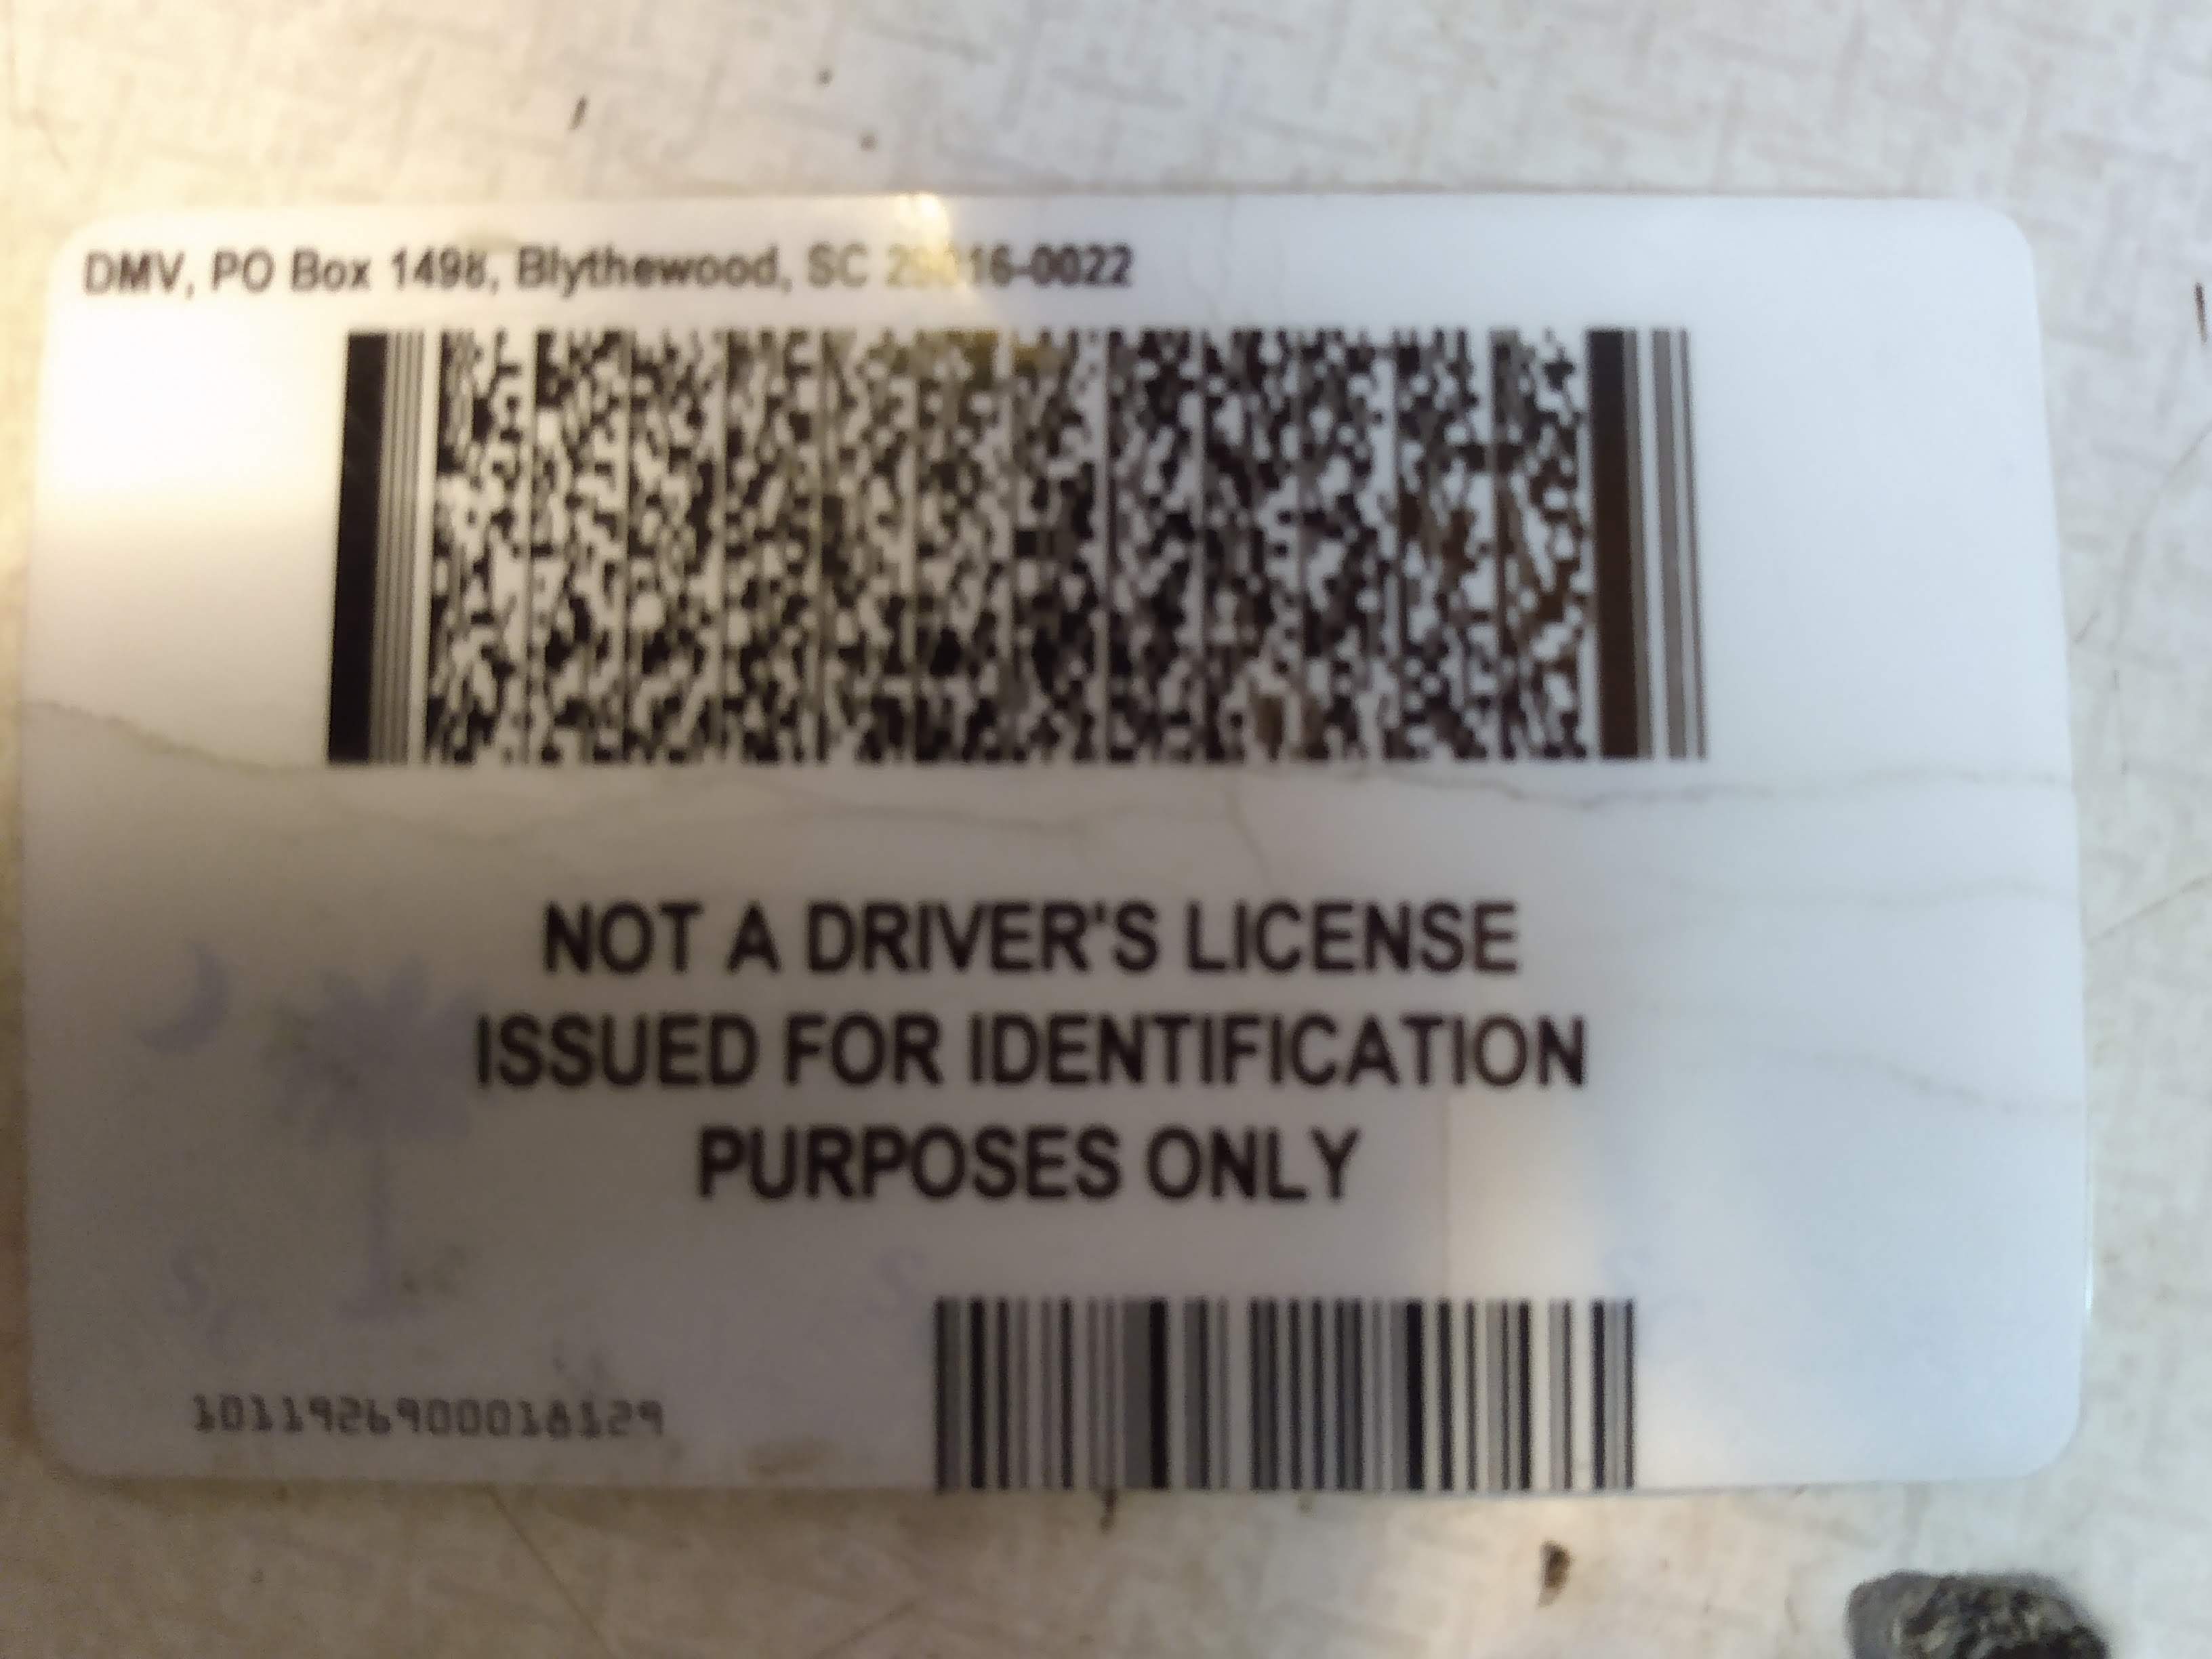 DMV, PO Box 1498, Blythewood, SC
NOT A DRIVER'S LICENSE
ISSUED FOR IDENTIFICATION
PURPOSES ONLY
1011926900018129